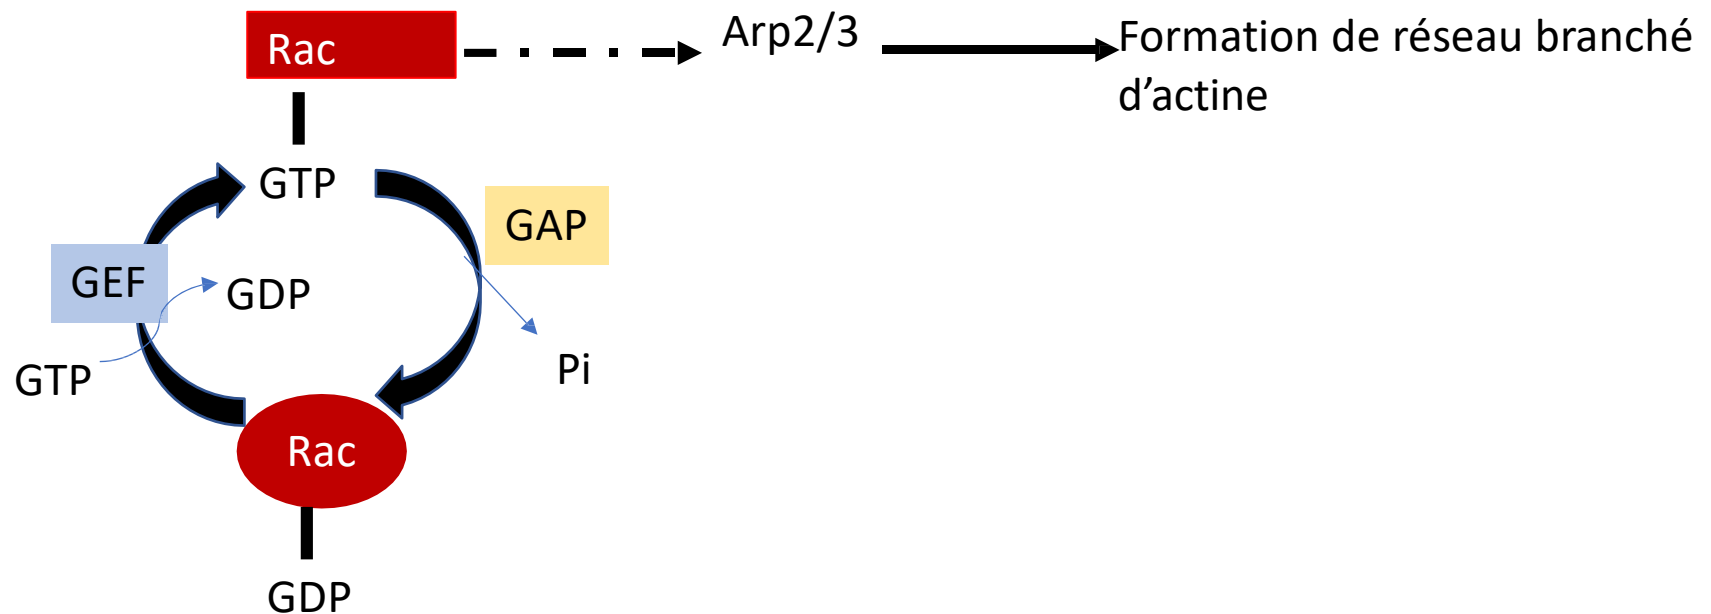 Rac
Arp2/3
Formation de réseau branché
d’actine
GTP
GAP
GEF
GDP
GTP
Pi
Rac
GDP